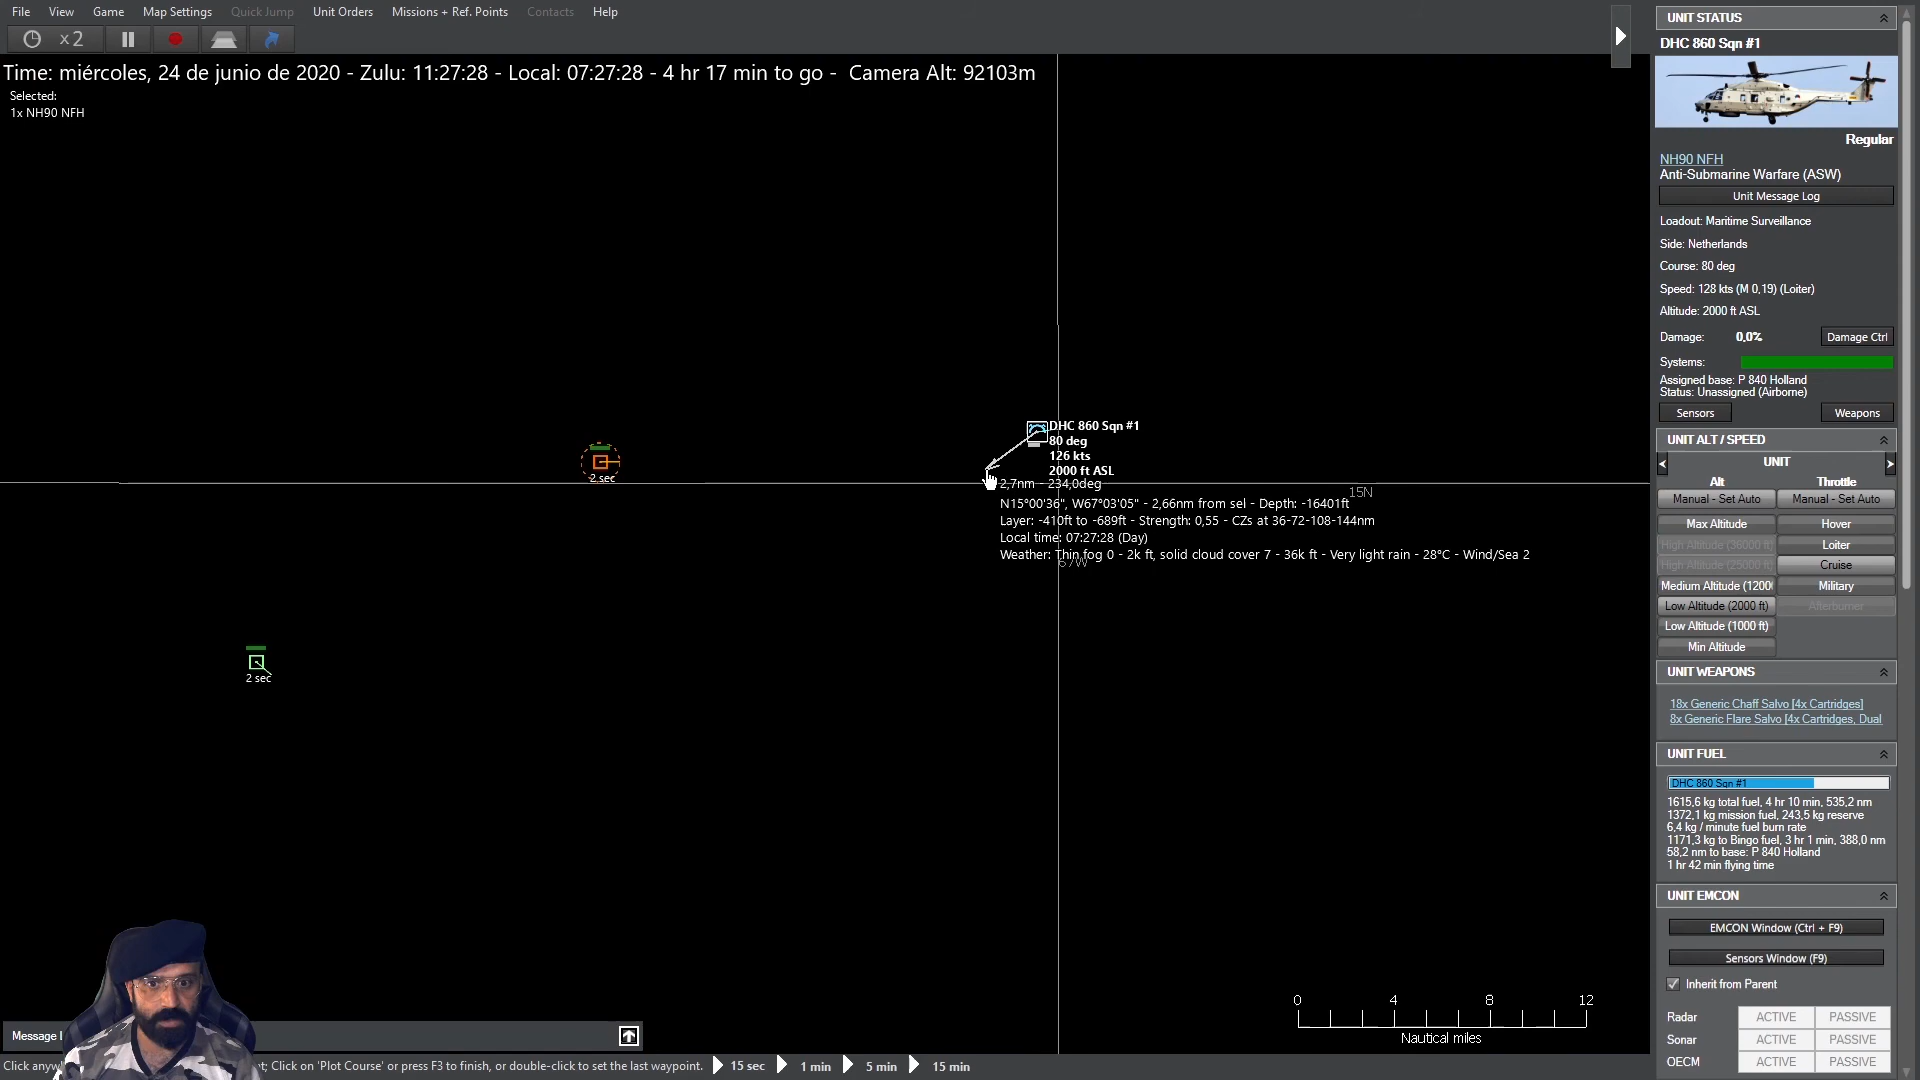 File View Game Map Settings Quick Jump Unit Orders Missions + Ref. Points Contacts Help
x2
Time: miércoles, 24 de junio de 2020 - Zulu: 11:27:28 - Local: 07:27:28 - 4 hr 17 min to go - Camera Alt: 92103m
Selected:
1x NH90 NFH
2 sec
DHC 860 Sqn #1
80 deg
126 kts
2000 ft ASL
2,7nm - 234,0deg
15N
N15°00'36", W67°03'05" - 2,66nm from sel - Depth: -16401ft
Layer: -410ft to -689ft - Strength: 0,55 - CZs at 36-72-108-144nm
Local time: 07:27:28 (Day)
Weather: Thin fog 0 - 2k ft, solid cloud cover 7 - 36k ft - Very light rain - 28ºC - Wind/Sea 2
67W
2 sec
0 4 8 12
Nautical miles
Message
Click anyw t; Click on 'Plot Course' or press F3 to finish, or double-click to set the last waypoint. 15 sec 1 min 5 min 15 min
UNIT STATUS
DHC 860 Sqn #1
Regular
NH90 NFH
Anti-Submarine Warfare (ASW)
Unit Message Log
Loadout: Maritime Surveillance
Side: Netherlands
Course: 80 deg
Speed: 128 kts (M 0,19) (Loiter)
Altitude: 2000 ft ASL
Damage: 0,0% Damage Ctrl
Systems:
Assigned base: P 840 Holland
Status: Unassigned (Airborne)
Sensors Weapons
UNIT ALT / SPEED
UNIT
Alt Throttle
Manual - Set Auto Manual - Set Auto
Max Altitude Hover
High Altitude (36000 ft) Loiter
High Altitude (25000 ft) Cruise
Medium Altitude (1200 Military
Low Altitude (2000 ft) Afterburner
Low Altitude (1000 ft)
Min Altitude
UNIT WEAPONS
18x Generic Chaff Salvo [4x Cartridges]
8x Generic Flare Salvo [4x Cartridges, Dual
UNIT FUEL
DHC 860 Sqn #1
1615,6 kg total fuel, 4 hr 10 min, 535,2 nm
1372,1 kg mission fuel, 243,5 kg reserve
6,4 kg / minute fuel burn rate
1171,3 kg to Bingo fuel, 3 hr 1 min, 388,0 nm
58,2 nm to base: P 840 Holland
1 hr 42 min flying time
UNIT EMCON
EMCON Window (Ctrl + F9)
Sensors Window (F9)
Inherit from Parent
Radar ACTIVE PASSIVE
Sonar ACTIVE PASSIVE
OECM ACTIVE PASSIVE